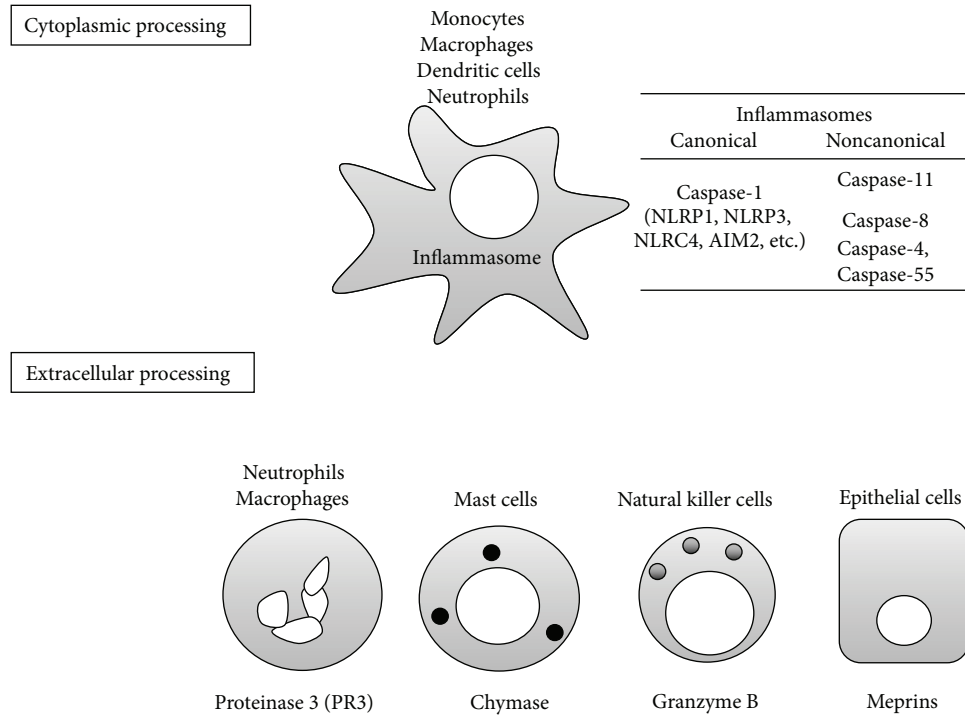 Cytoplasmic processing
Monocytes
Macrophages
Dendritic cells
Neutrophils
Inflammasome
Inflammasomes
Canonical Noncanonical
Caspase-1
(NLRP1, NLRP3,
NLRC4, AIM2, etc.)
Caspase-11
Caspase-8
Caspase-4,
Caspase-55
Extracellular processing
Neutrophils
Macrophages
Mast cells
Natural killer cells
Epithelial cells
Proteinase 3 (PR3)
Chymase
Granzyme B
Meprins